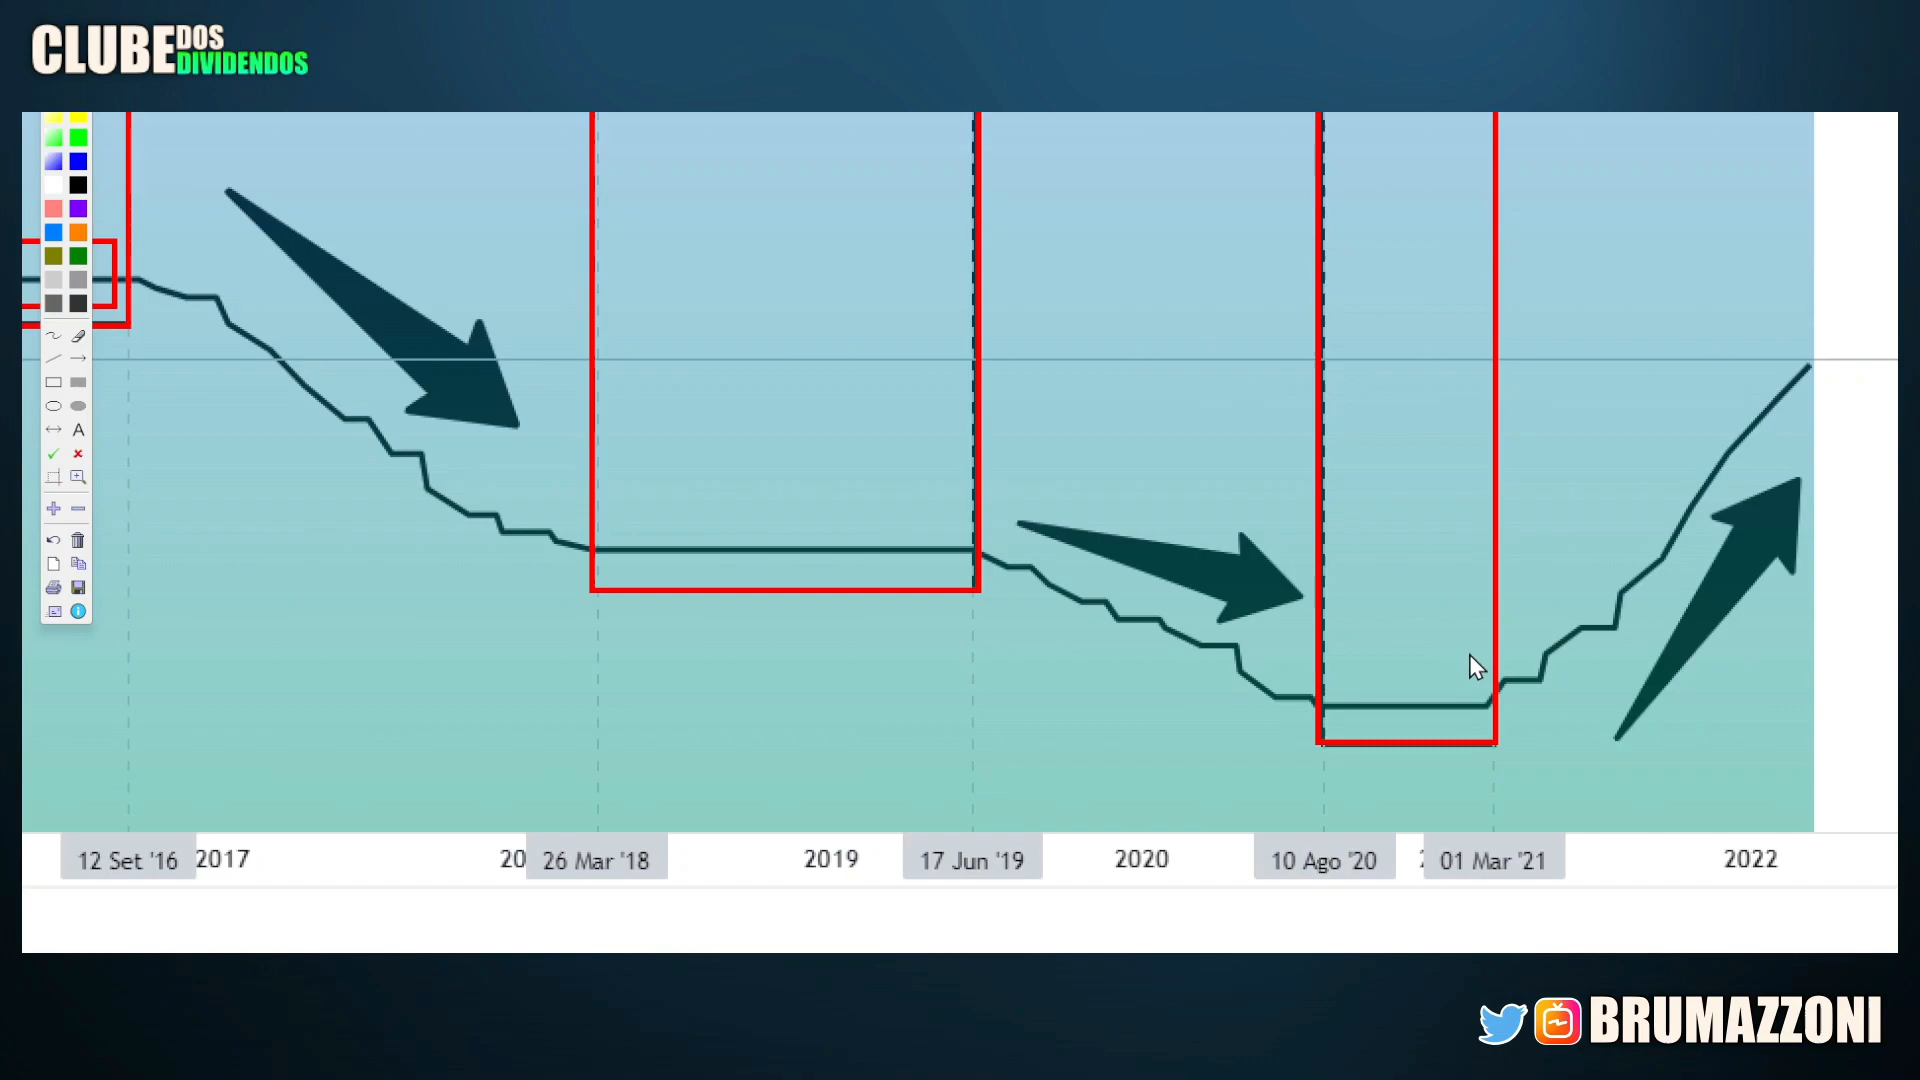 CLUBE DOS
DIVIDENDOS
A
12 Set '16 2017 20 26 Mar '18 2019 17 Jun '19 2020 10 Ago '20 01 Mar '21 2022
BRUMAZZONI